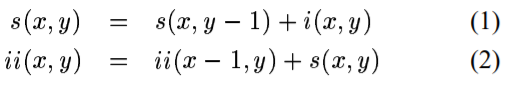 s(x, y) = s(x, y − 1) + i(x, y) (1)
ii(x, y) = ii(x − 1, y) + s(x, y) (2)